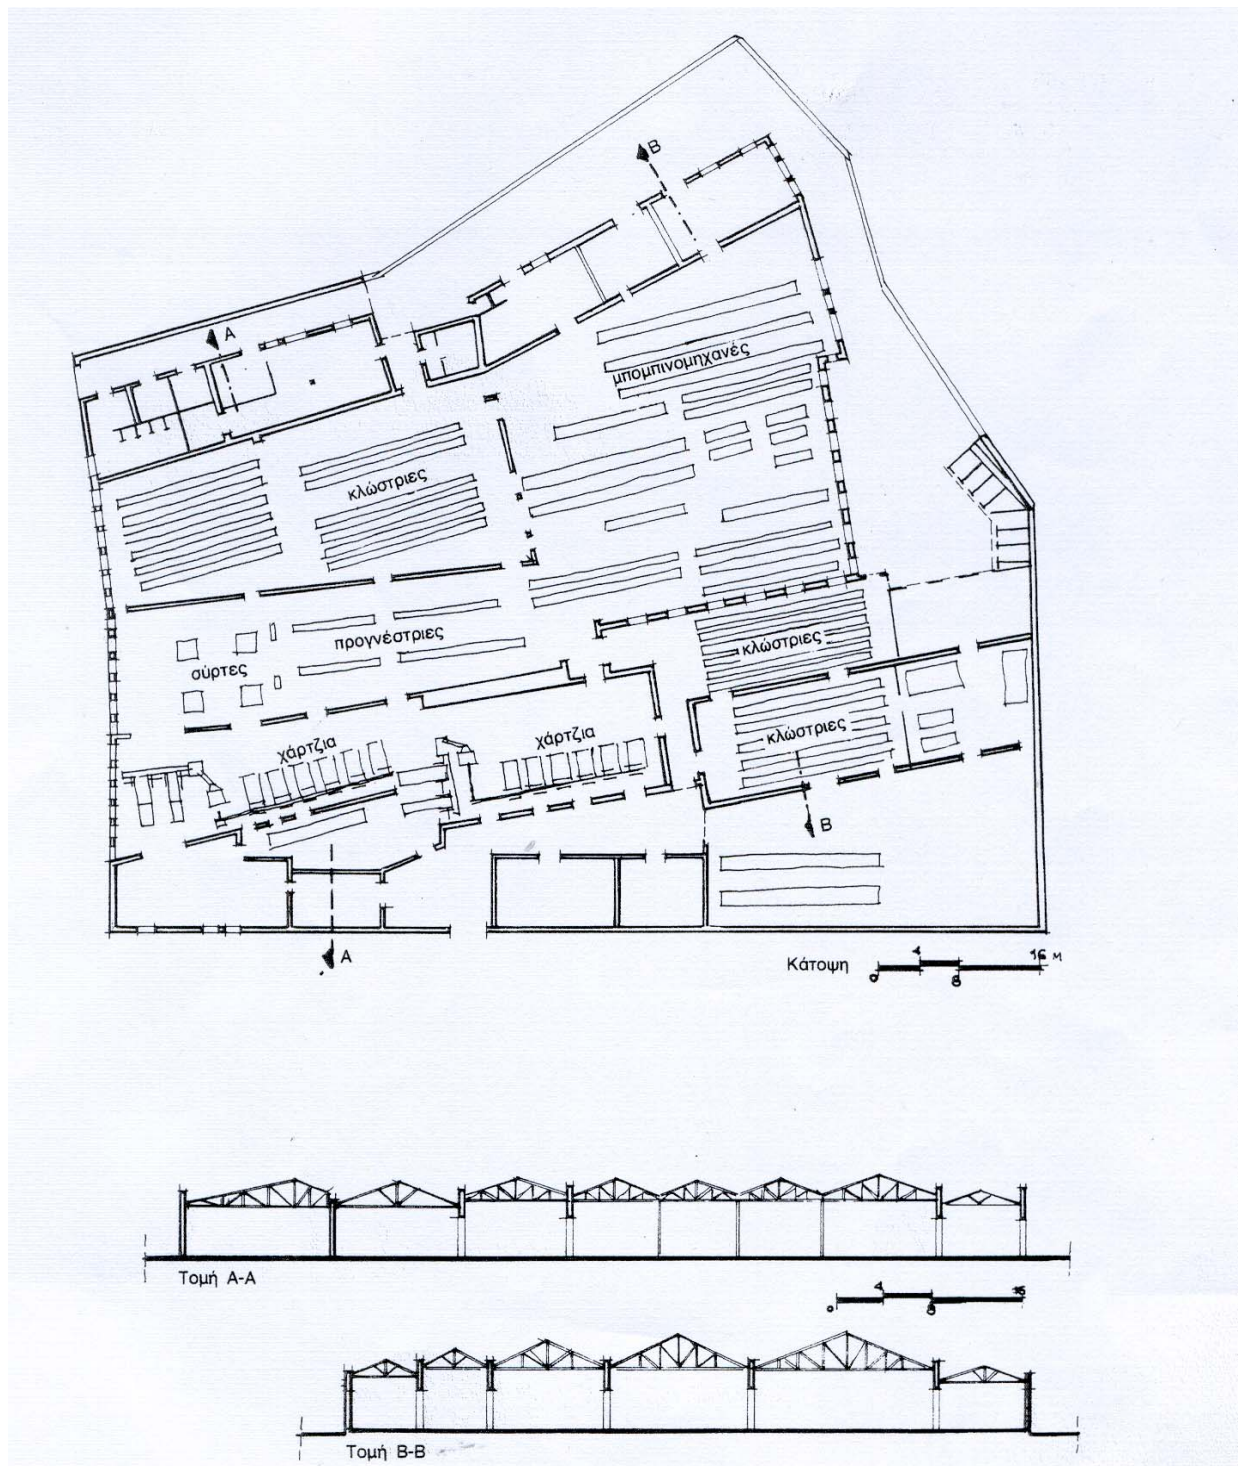 B
A
μπομπινομηχανές
κλώστριες
κλώστριες
προγνέστριες
σύρτες
κλώστριες
χάρτζια
χάρτζια
B
A
Κάτοψη
0 4 8 16 M
Τομή Α-Α
0 4 8 16
Τομή Β-Β